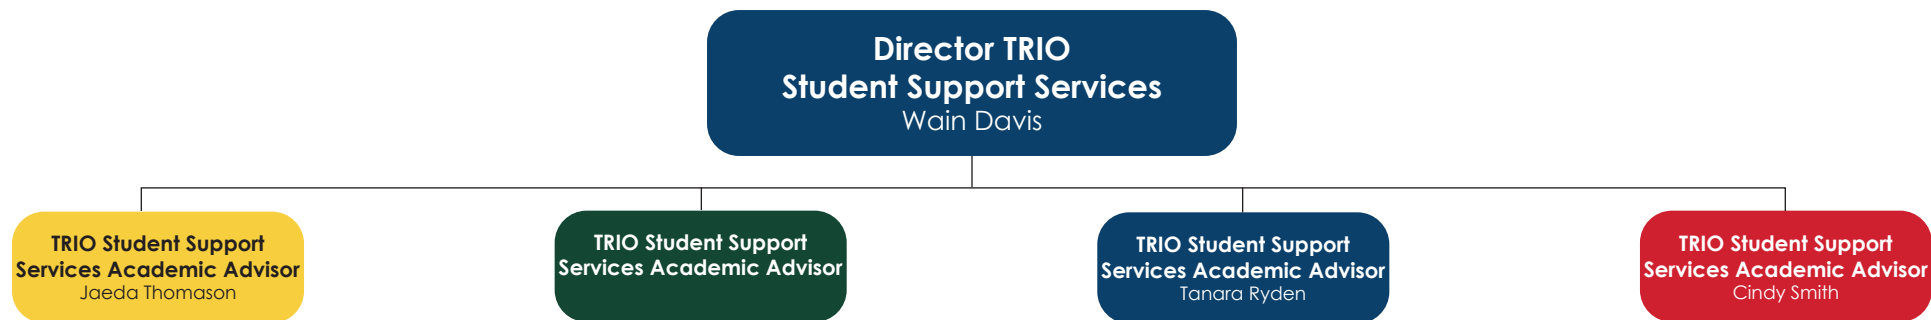 Director TRIO
Student Support Services
Wain Davis
TRIO Student Support
Services Academic Advisor
Jaeda Thomason
TRIO Student Support
Services Academic Advisor
TRIO Student Support
Services Academic Advisor
Tanara Ryden
TRIO Student Support
Services Academic Advisor
Cindy Smith